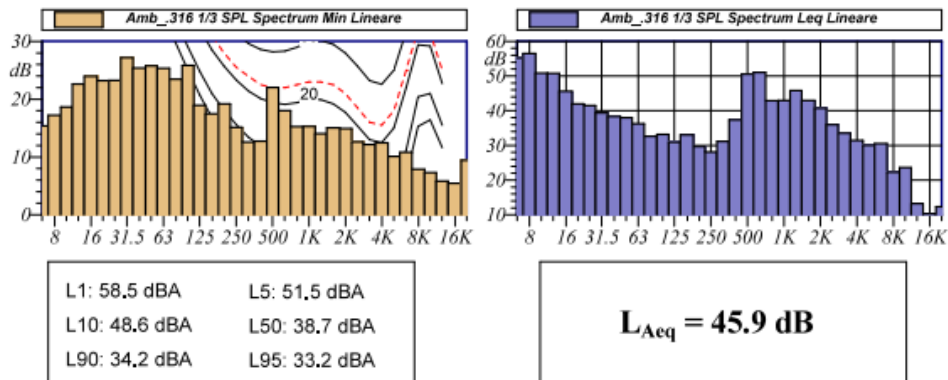 Amb_.316 1/3 SPL Spectrum Min Lineare
30
dB
20
10
0
20
8 16 31.5 63 125 250 500 1K 2K 4K 8K 16K
Amb_.316 1/3 SPL Spectrum Leq Lineare
60
dB
50
40
30
20
10
8 16 31.5 63 125 250 500 1K 2K 4K 8K 16K
L1: 58.5 dBA L5: 51.5 dBA
L10: 48.6 dBA L50: 38.7 dBA
L90: 34.2 dBA L95: 33.2 dBA
LAeq = 45.9 dB